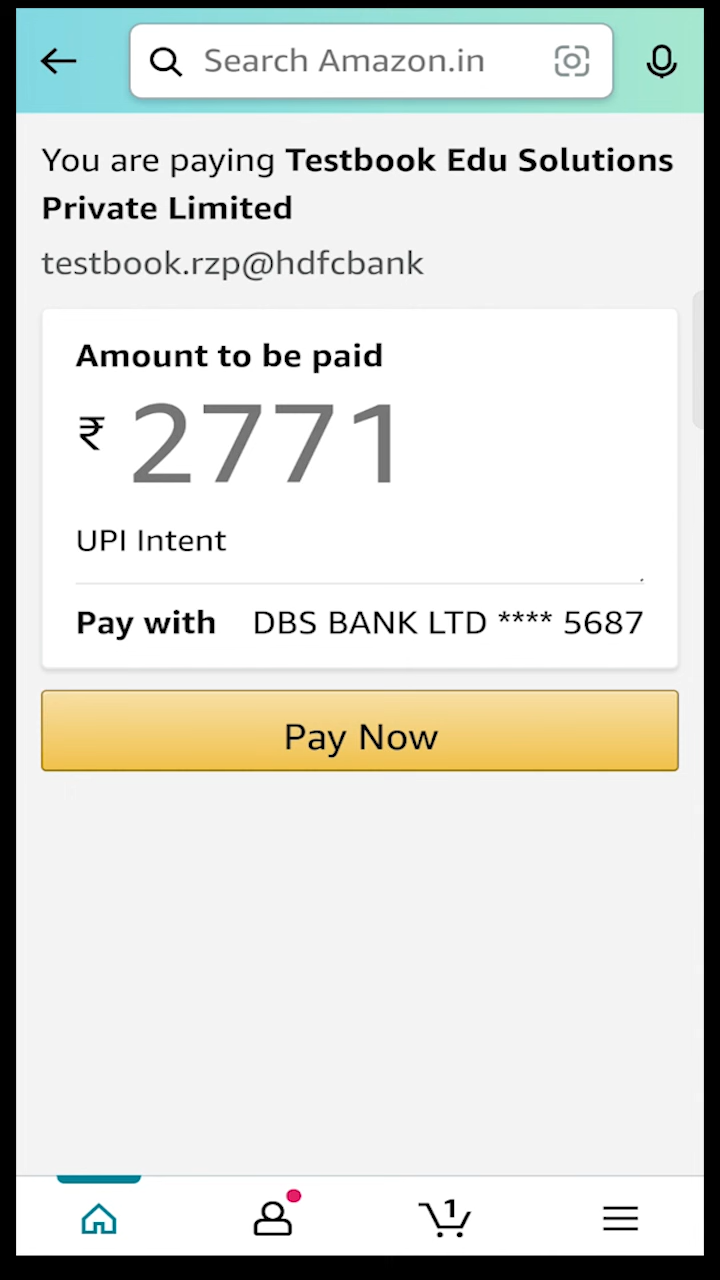 Search Amazon.in
You are paying Testbook Edu Solutions
Private Limited
testbook.rzp@hdfcbank
Amount to be paid
₹ 2771
UPI Intent
Pay with DBS BANK LTD **** 5687
Pay Now
1